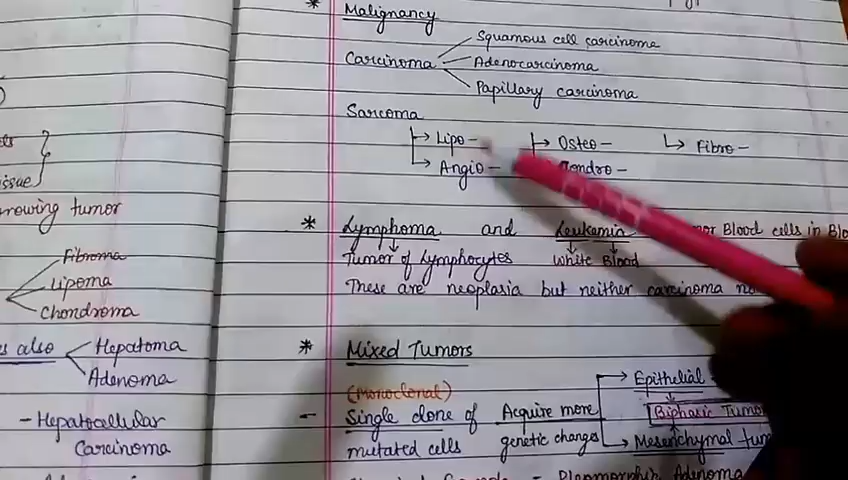 tissue
growing tumor
Fibroma
Lipoma
Chondroma
also
Hepatoma
Adenoma
- Hepatocellular
Carcinoma
* Malignancy
Carcinoma
Squamous cell carcinoma
Adenocarcinoma
Papillary carcinoma
Sarcoma
Lipo - Osteo - Fibro -
Angio -
* Lymphoma and Leukemia Blood cells in
Tumor of Lymphocytes White Blood
These are neoplasia but neither carcinoma
* Mixed Tumors
(Monoclonal)
- Single clone of
mutated cells
Acquire more
genetic changes
Epithelial
Biphasic Tumor
Mesenchymal
Pleomorphic Adenoma